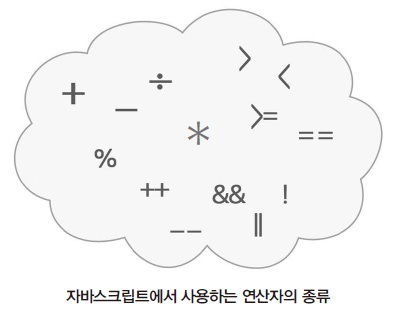 + − ÷ > <
* >= ==
%
++ && !
-- ||
자바스크립트에서 사용하는 연산자의 종류